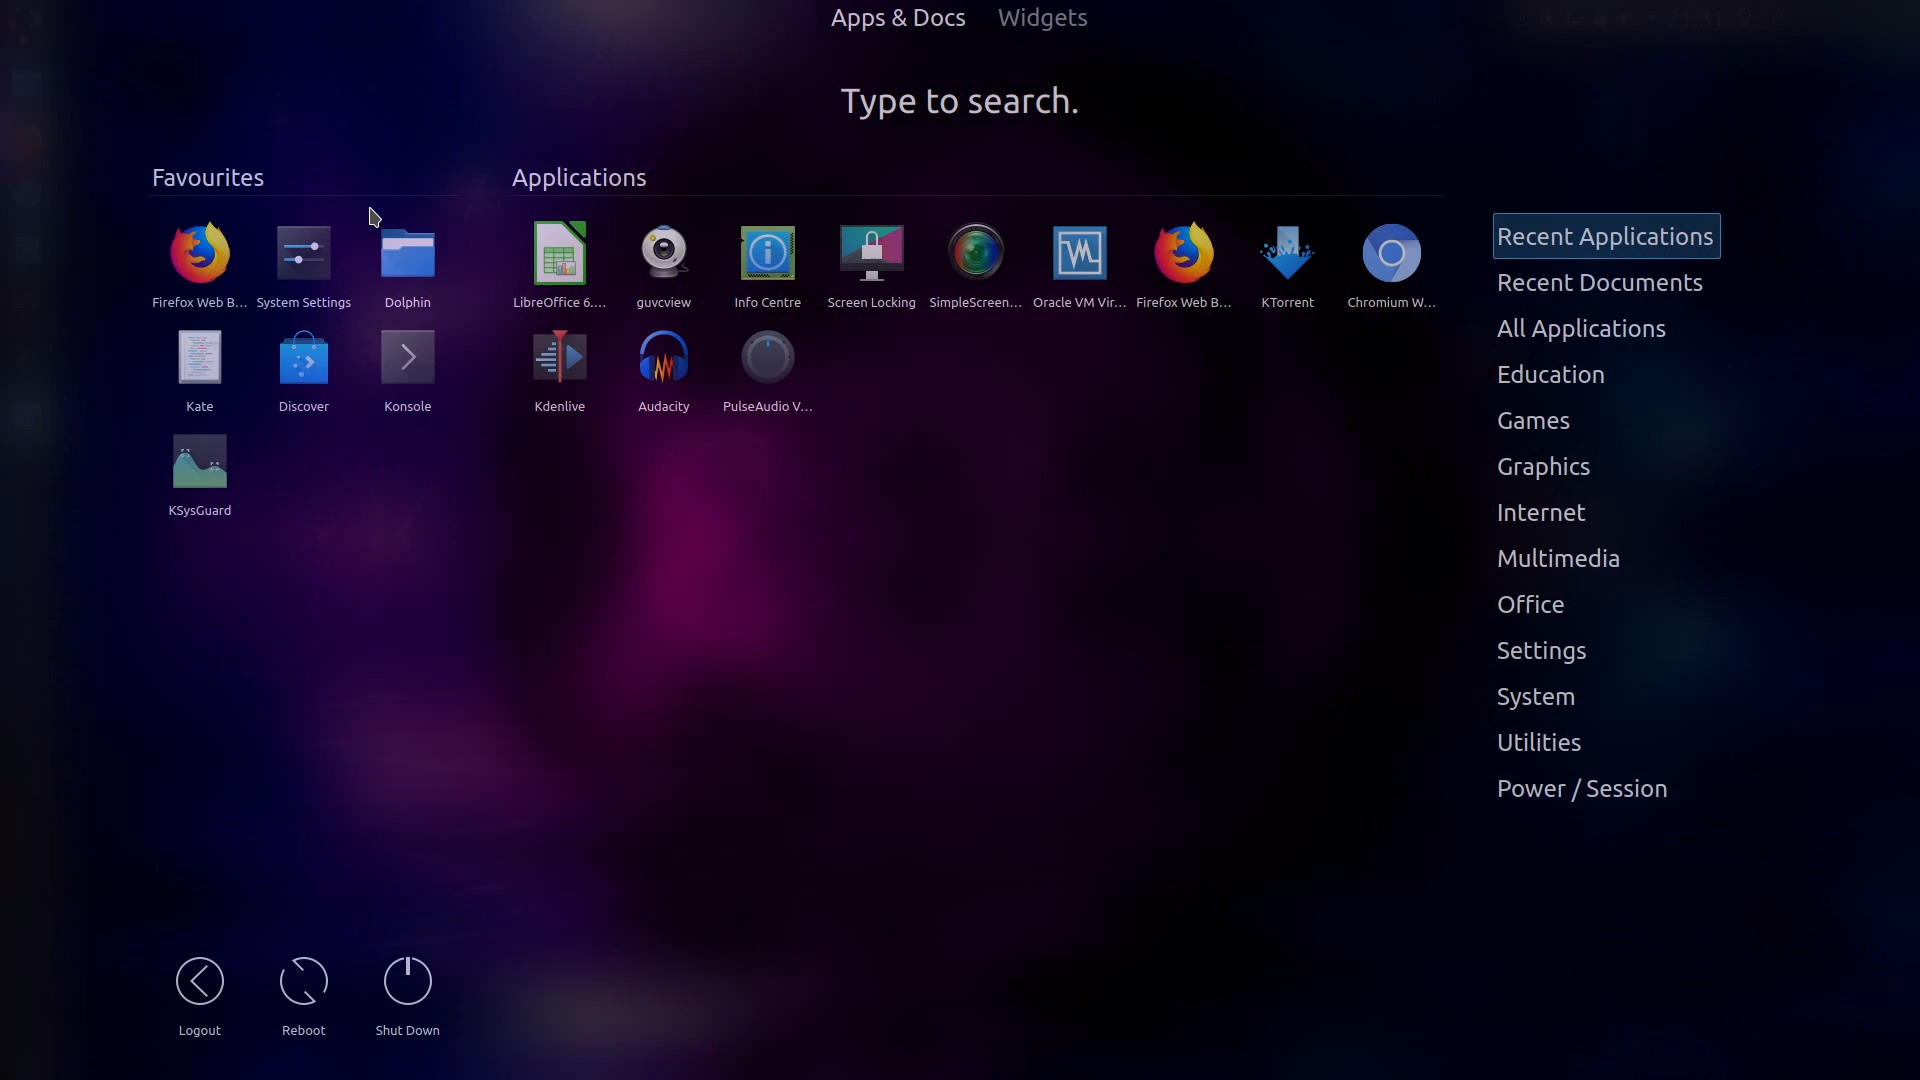 Apps & Docs Widgets
Type to search.
Favourites
Firefox Web B... System Settings Dolphin
Kate Discover Konsole
KSysGuard
Applications
LibreOffice 6.... guvcview Info Centre Screen Locking SimpleScreen... Oracle VM Vir... Firefox Web B... KTorrent Chromium W...
Kdenlive Audacity PulseAudio V...
Recent Applications
Recent Documents
All Applications
Education
Games
Graphics
Internet
Multimedia
Office
Settings
System
Utilities
Power / Session
Logout Reboot Shut Down